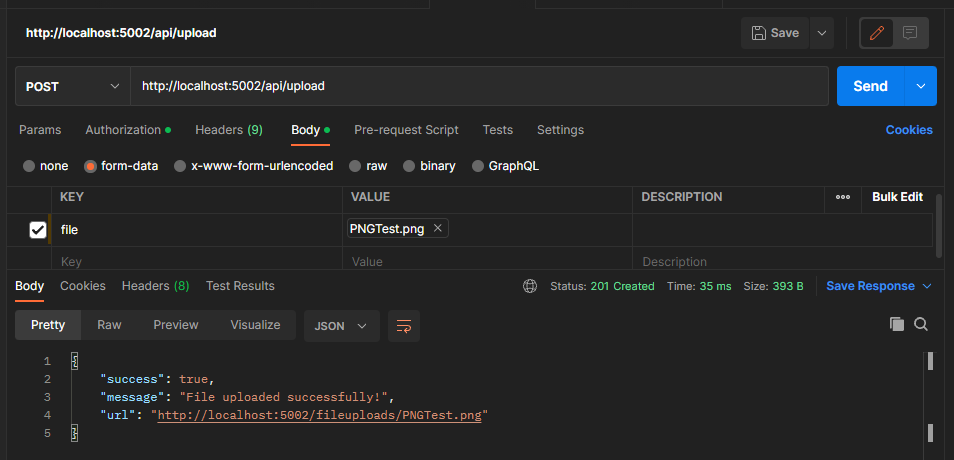 http://localhost:5002/api/upload Save
POST http://localhost:5002/api/upload Send
Params Authorization Headers (9) Body Pre-request Script Tests Settings Cookies
none form-data x-www-form-urlencoded raw binary GraphQL
KEY VALUE DESCRIPTION ooo Bulk Edit
file PNGTest.png ×
Key Value Description
Body Cookies Headers (8) Test Results Status: 201 Created Time: 35 ms Size: 393 B Save Response
Pretty Raw Preview Visualize JSON
1 {
2 "success": true,
3 "message": "File uploaded successfully!",
4 "url": "http://localhost:5002/fileuploads/PNGTest.png"
5 }